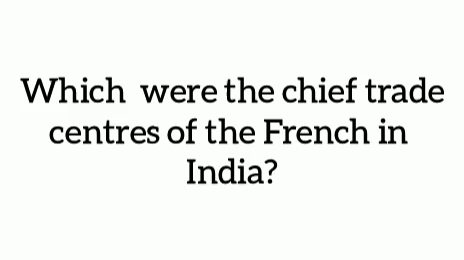 Which  were the chief trade
centres of the French in
India?